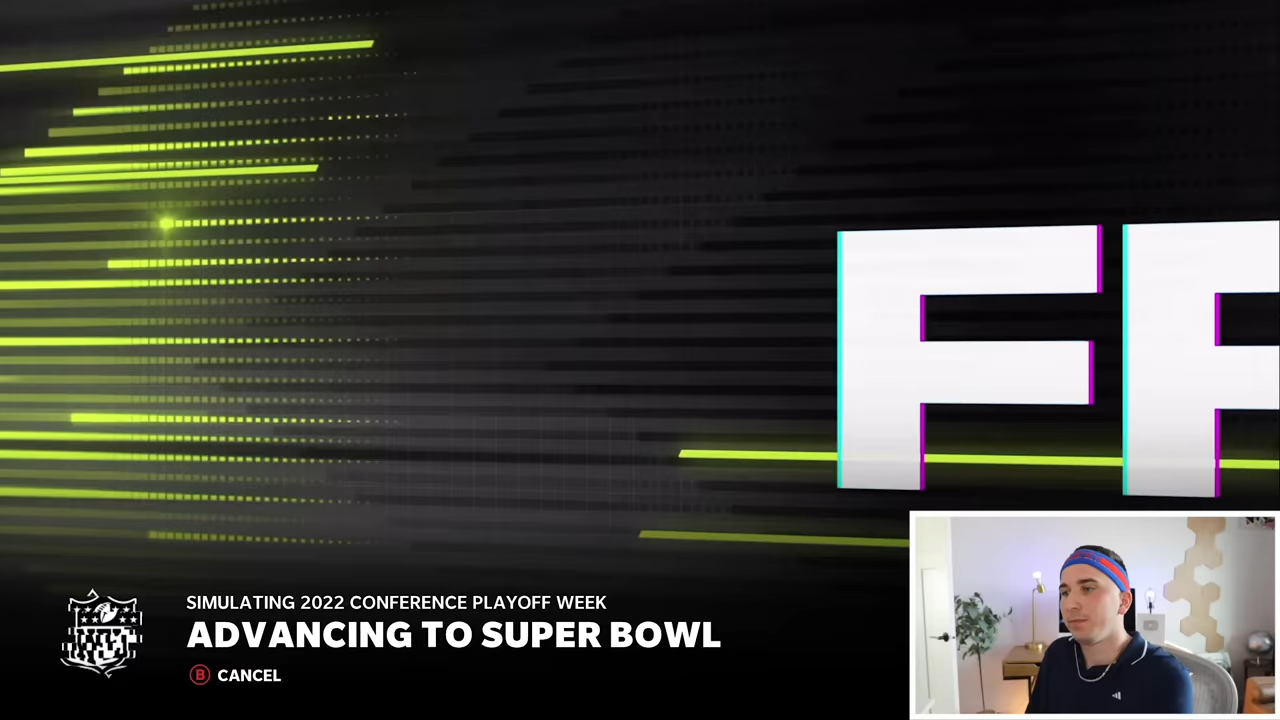 FF
SIMULATING 2022 CONFERENCE PLAYOFF WEEK
ADVANCING TO SUPER BOWL
B CANCEL